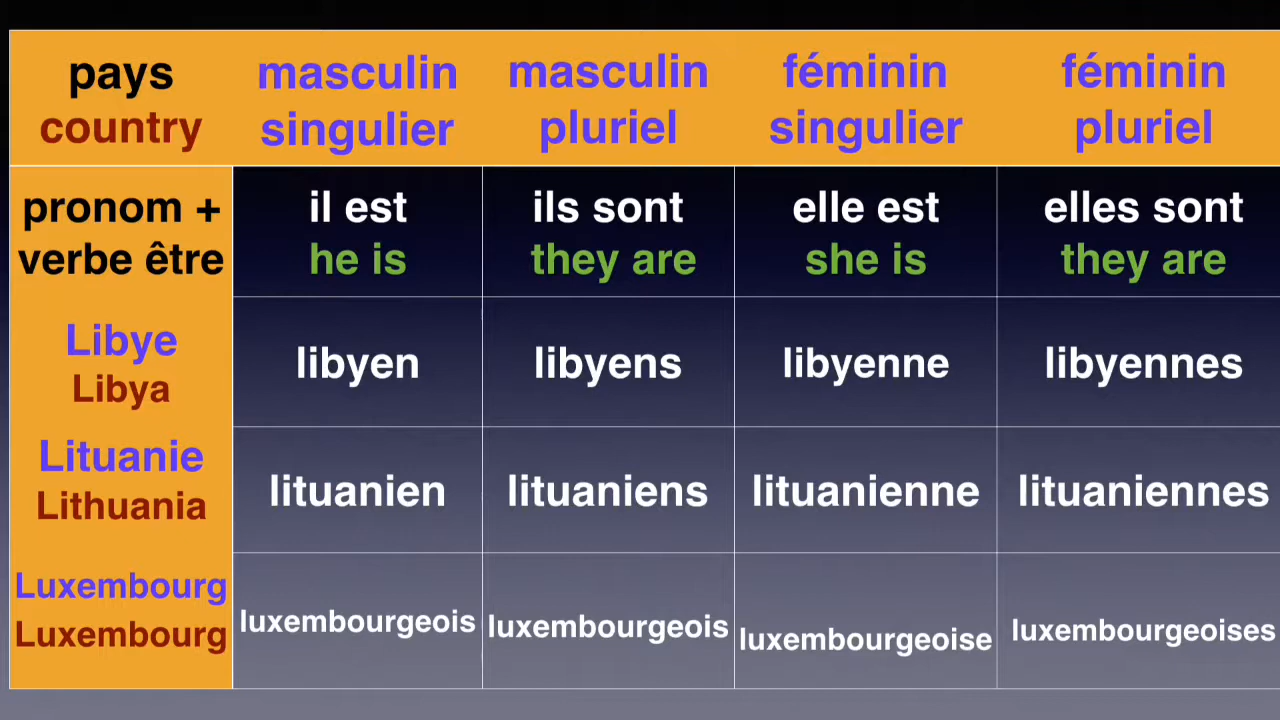 pays
country
masculin
singulier
masculin
pluriel
féminin
singulier
féminin
pluriel
pronom +
verbe être
il est
he is
ils sont
they are
elle est
she is
elles sont
they are
Libye
Libya
libyen
libyens
libyenne
libyennes
Lituanie
Lithuania
lituanien
lituaniens
lituanienne
lituaniennes
Luxembourg
Luxembourg
luxembourgeois
luxembourgeois
luxembourgeoise
luxembourgeoises